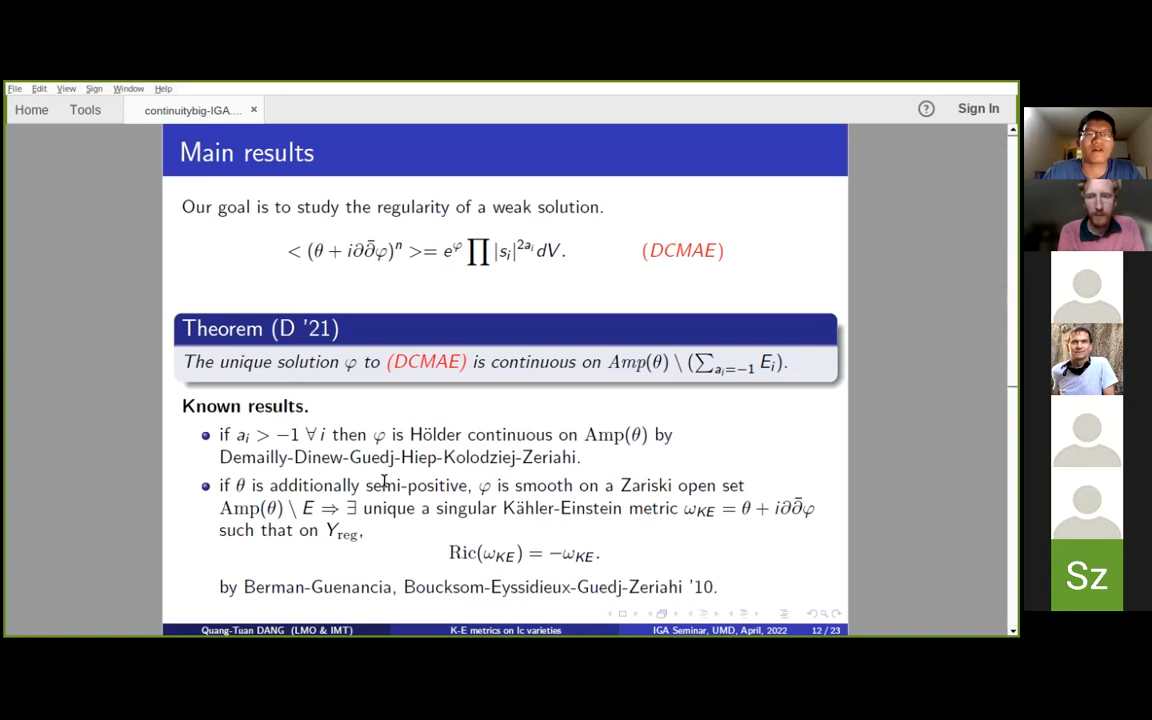 File Edit View Sign Window Help
Home Tools continuitybig-IGA.... × ? Sign In
Main results
Our goal is to study the regularity of a weak solution.
< (θ + i∂∂̄φ)ⁿ >= e^φ ∏ |s_i|^{2a_i} dV. (DCMAE)
Theorem (D '21)
The unique solution φ to (DCMAE) is continuous on Amp(θ) \ (∑_{a_i=−1} E_i).
Known results.
if a_i > −1 ∀ i then φ is Hölder continuous on Amp(θ) by
Demailly-Dinew-Guedj-Hiep-Kolodziej-Zeriahi.
if θ is additionally semi-positive, φ is smooth on a Zariski open set
Amp(θ) \ E ⇒ ∃ unique a singular Kähler-Einstein metric ω_KE = θ + i∂∂̄φ
such that on Y_reg,
Ric(ω_KE) = −ω_KE.
by Berman-Guenancia, Boucksom-Eyssidieux-Guedj-Zeriahi '10.
Quang-Tuan DANG (LMO & IMT) K-E metrics on lc varieties IGA Seminar, UMD, April, 2022 12 / 23
Sz